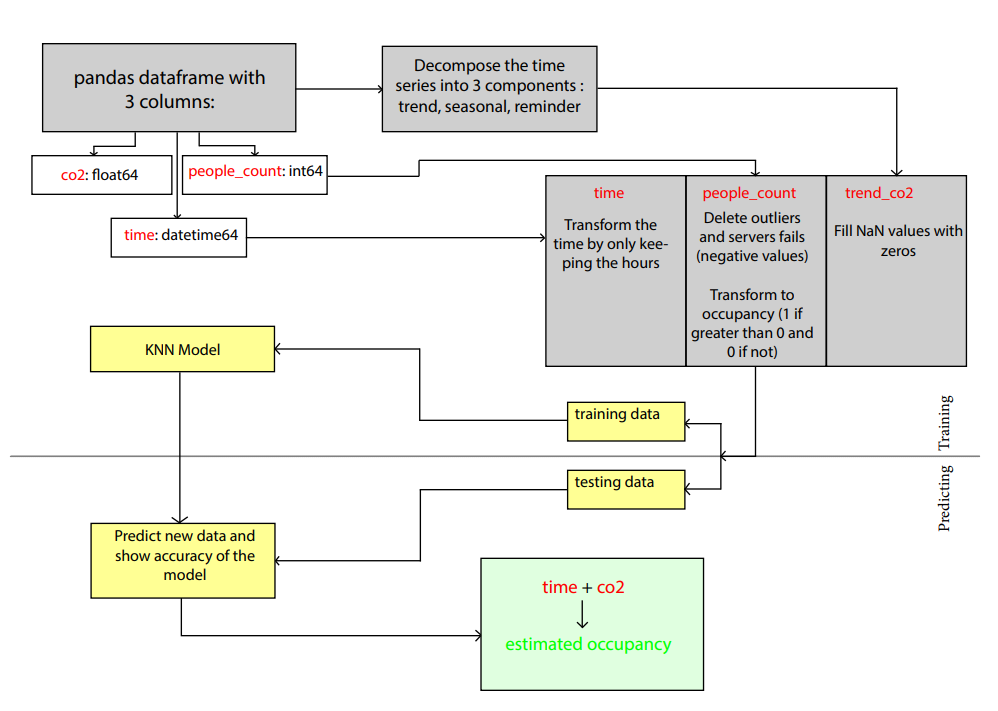 pandas dataframe with
3 columns:
Decompose the time
series into 3 components :
trend, seasonal, reminder
co2: float64
people_count: int64
time: datetime64
time
Transform the
time by only kee-
ping the hours
people_count
Delete outliers
and servers fails
(negative values)
Transform to
occupancy (1 if
greater than 0 and
0 if not)
trend_co2
Fill NaN values with
zeros
KNN Model
training data
Training
testing data
Predicting
Predict new data and
show accuracy of the
model
time + co2
estimated occupancy